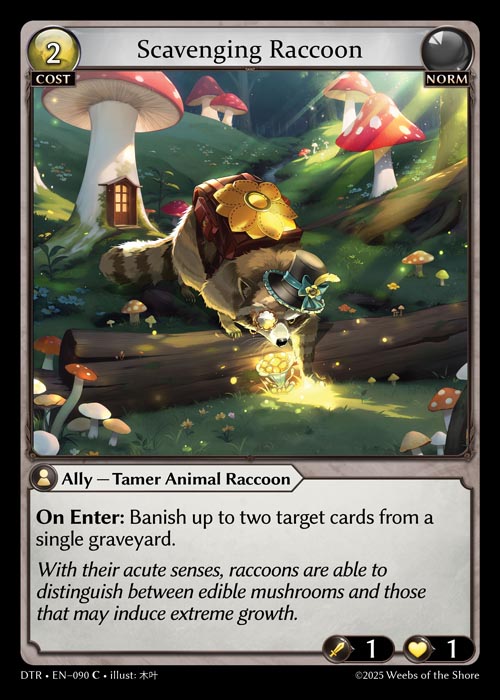 2
Scavenging Raccoon
COST
NORM
Ally — Tamer Animal Raccoon
On Enter: Banish up to two target cards from a
single graveyard.
With their acute senses, raccoons are able to
distinguish between edible mushrooms and those
that may induce extreme growth.
1
1
DTR • EN–090 C • illust: 木叶
©2025 Weebs of the Shore